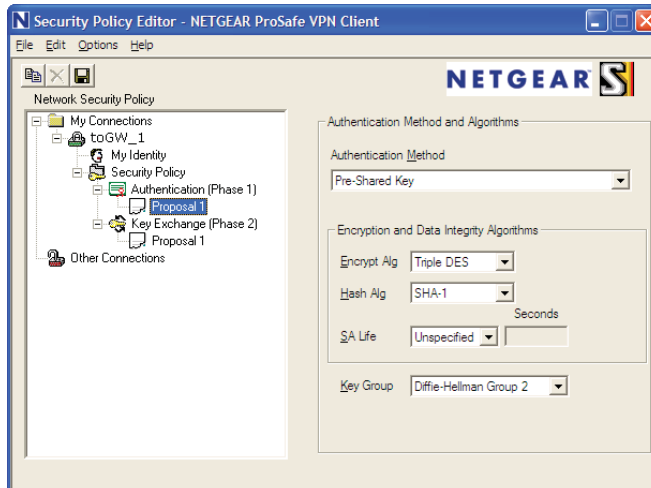 N Security Policy Editor - NETGEAR ProSafe VPN Client
File Edit Options Help
NETGEAR S
Network Security Policy
My Connections
toGW_1
My Identity
Security Policy
Authentication (Phase 1)
Proposal 1
Key Exchange (Phase 2)
Proposal 1
Other Connections
Authentication Method and Algorithms
Authentication Method
Pre-Shared Key
Encryption and Data Integrity Algorithms
Encrypt Alg Triple DES
Hash Alg SHA-1
Seconds
SA Life Unspecified
Key Group Diffie-Hellman Group 2